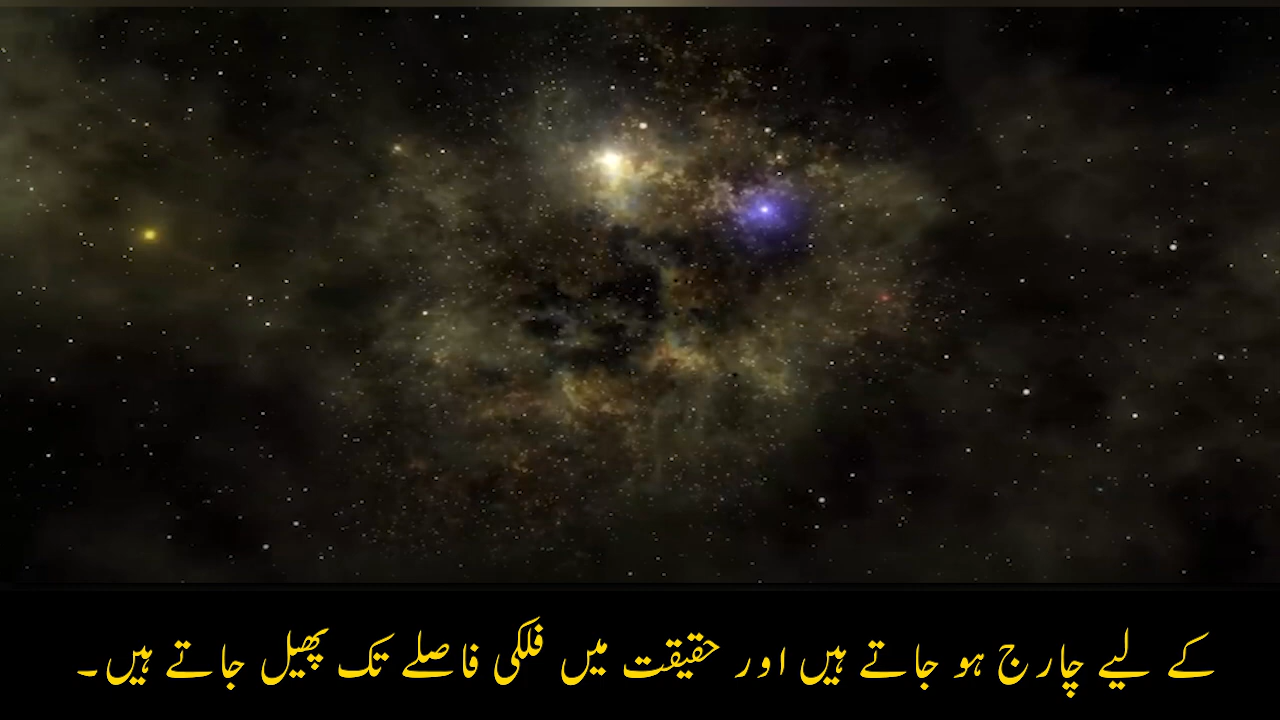 کے لیے چارج ہو جاتے ہیں اور حقیقت میں فلکی فاصلے تک پھیل جاتے ہیں۔